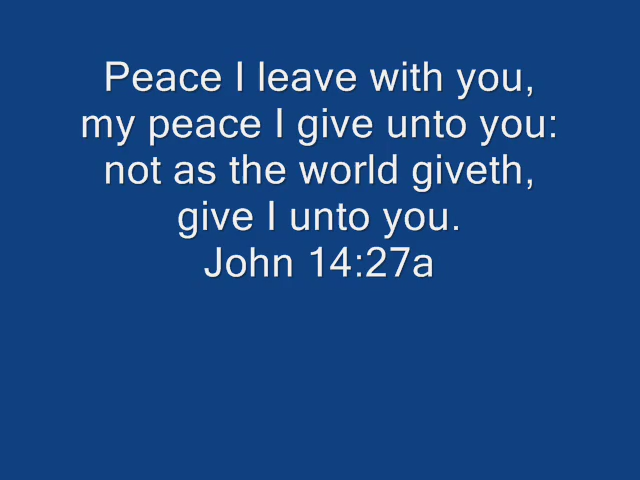 Peace I leave with you,
my peace I give unto you:
not as the world giveth,
give I unto you.
John 14:27a